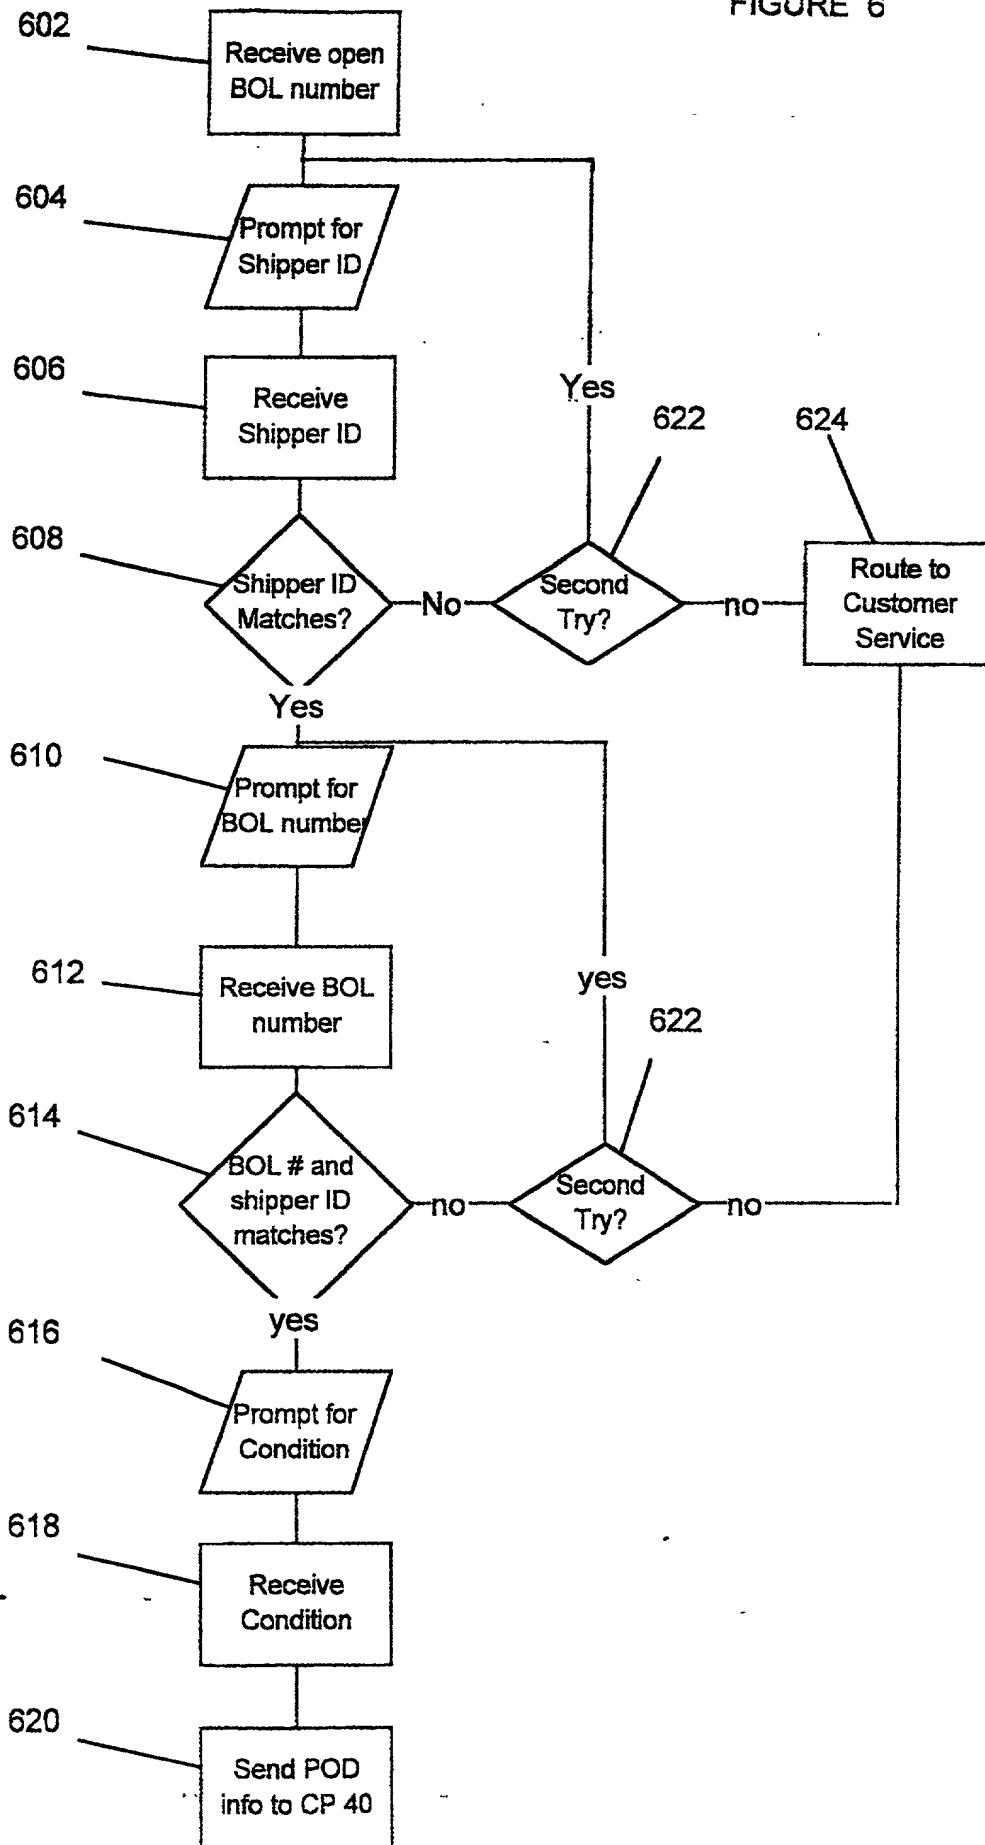 FIGURE 6
602
Receive open
BOL number
604
Prompt for
Shipper ID
606
Receive
Shipper ID
Yes
622
624
608
Shipper ID
Matches?
No
Second
Try?
no
Route to
Customer
Service
Yes
610
Prompt for
BOL number
612
Receive BOL
number
yes
622
614
BOL # and
shipper ID
matches?
no
Second
Try?
no
yes
616
Prompt for
Condition
618
Receive
Condition
620
Send POD
info to CP 40